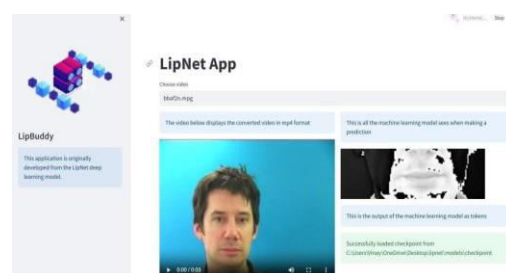 Stop
LipNet App
Choose video
LipBuddy
This application is originally
developed from the LipNet deep
learning model.
The video below displays the converted video in mp4 format
This is all the machine learning model sees when making a
prediction
This is the output of the machine learning model as tokens
Successfully loaded checkpoint from
0:00 / 0:03